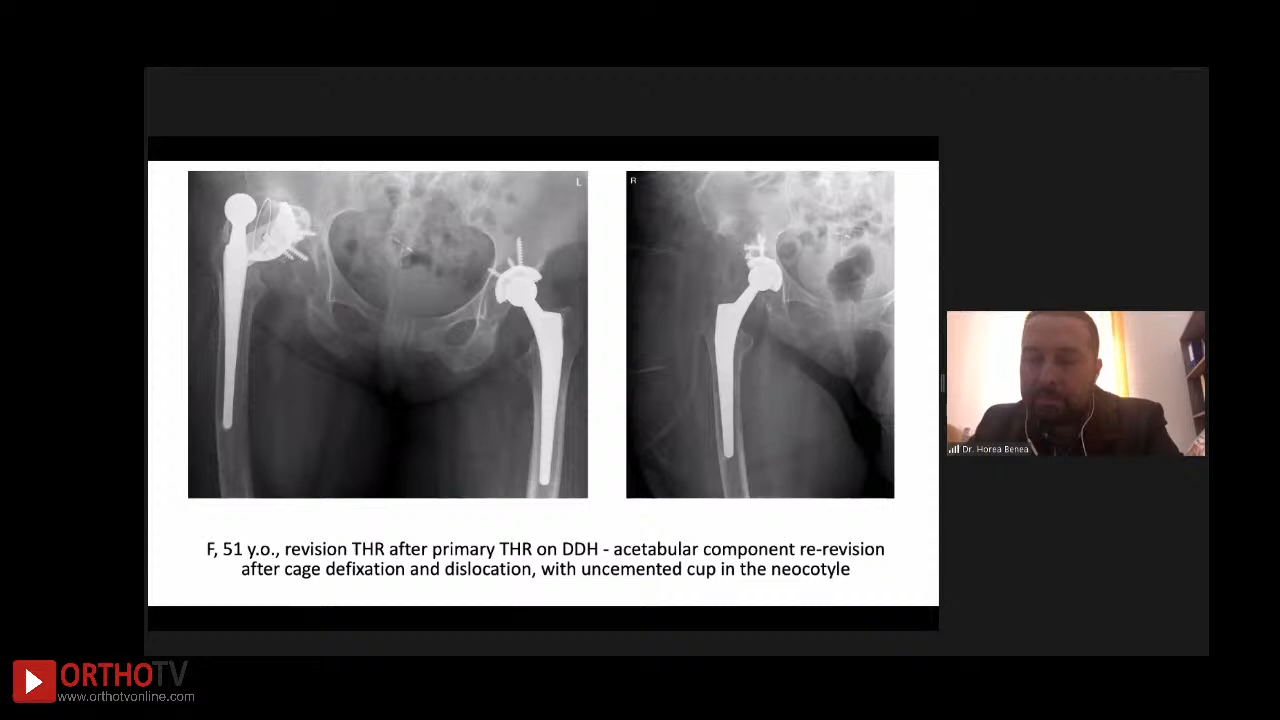 L
R
Dr. Horea Benea
F, 51 y.o., revision THR after primary THR on DDH - acetabular component re-revision
after cage defixation and dislocation, with uncemented cup in the neocotyle
ORTHOTV
www.orthotvonline.com